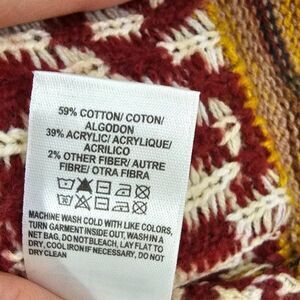 59% COTTON/ COTON/
ALGODON
39% ACRYLIC/ ACRYLIQUE/
ACRILICO
2% OTHER FIBER/ AUTRE
FIBRE/ OTRA FIBRA
30
MACHINE WASH COLD WITH LIKE COLORS,
TURN GARMENT INSIDE OUT, WASH IN A
NET BAG, DO NOT BLEACH, LAY FLAT TO
DRY, COOL IRON IF NECESSARY, DO NOT
DRY CLEAN